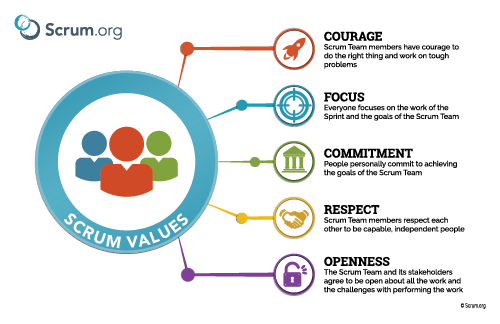 Scrum.org
COURAGE
Scrum Team members have courage to
do the right thing and work on tough
problems
FOCUS
Everyone focuses on the work of the
Sprint and the goals of the Scrum Team
COMMITMENT
People personally commit to achieving
the goals of the Scrum Team
SCRUM VALUES
RESPECT
Scrum Team members respect each
other to be capable, independent people
OPENNESS
The Scrum Team and its stakeholders
agree to be open about all the work and
the challenges with performing the work
© Scrum.org